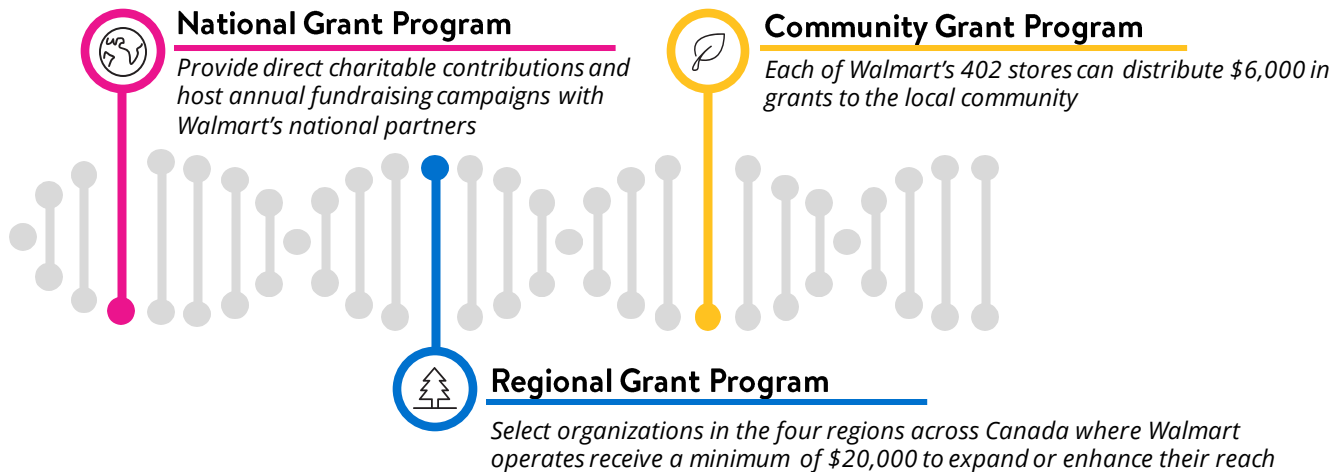 National Grant Program
Provide direct charitable contributions and
host annual fundraising campaigns with
Walmart's national partners
Community Grant Program
Each of Walmart's 402 stores can distribute $6,000 in
grants to the local community
Regional Grant Program
Select organizations in the four regions across Canada where Walmart
operates receive a minimum of $20,000 to expand or enhance their reach